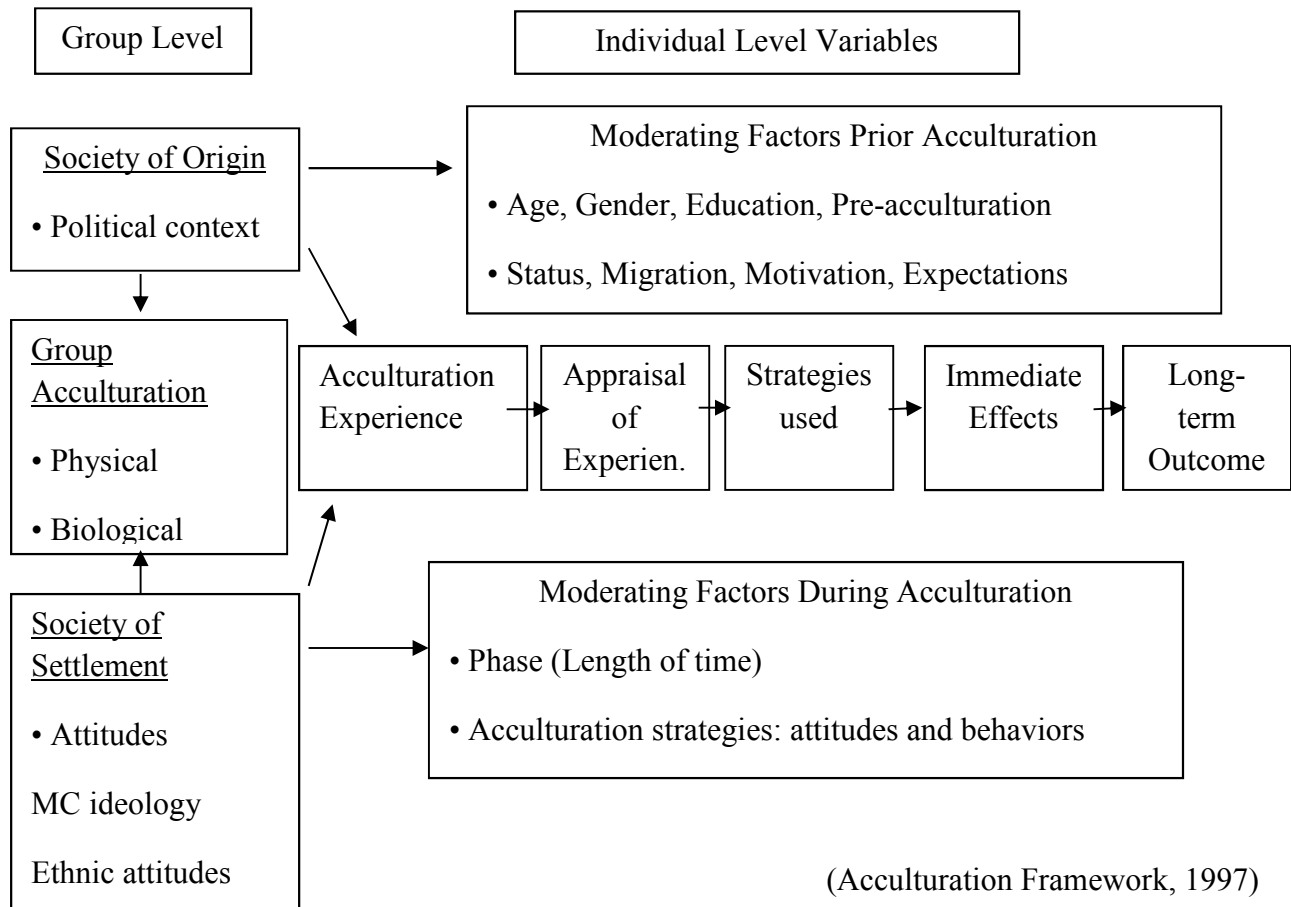 Group Level
Individual Level Variables
Society of Origin
• Political context
Moderating Factors Prior Acculturation
• Age, Gender, Education, Pre-acculturation
• Status, Migration, Motivation, Expectations
Group
Acculturation
• Physical
• Biological
Acculturation
Experience
Appraisal
of
Experien.
Strategies
used
Immediate
Effects
Long-
term
Outcome
Society of
Settlement
• Attitudes
MC ideology
Ethnic attitudes
Moderating Factors During Acculturation
• Phase (Length of time)
• Acculturation strategies: attitudes and behaviors
(Acculturation Framework, 1997)